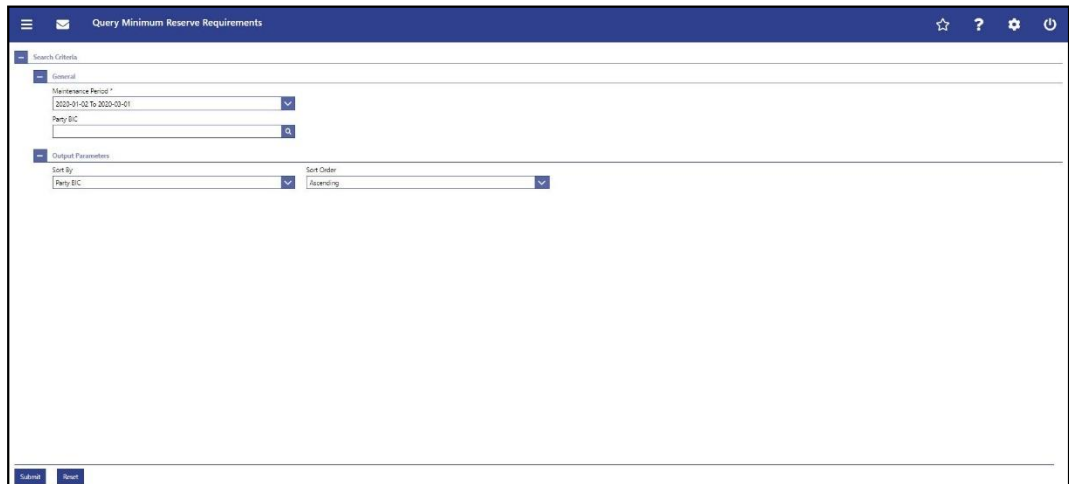 Query Minimum Reserve Requirements
?
Search Criteria
General
Maintenance Period *
2020-01-02 To 2020-03-01
Party BIC
Output Parameters
Sort By
Sort Order
Party BIC
Ascending
Submit
Reset